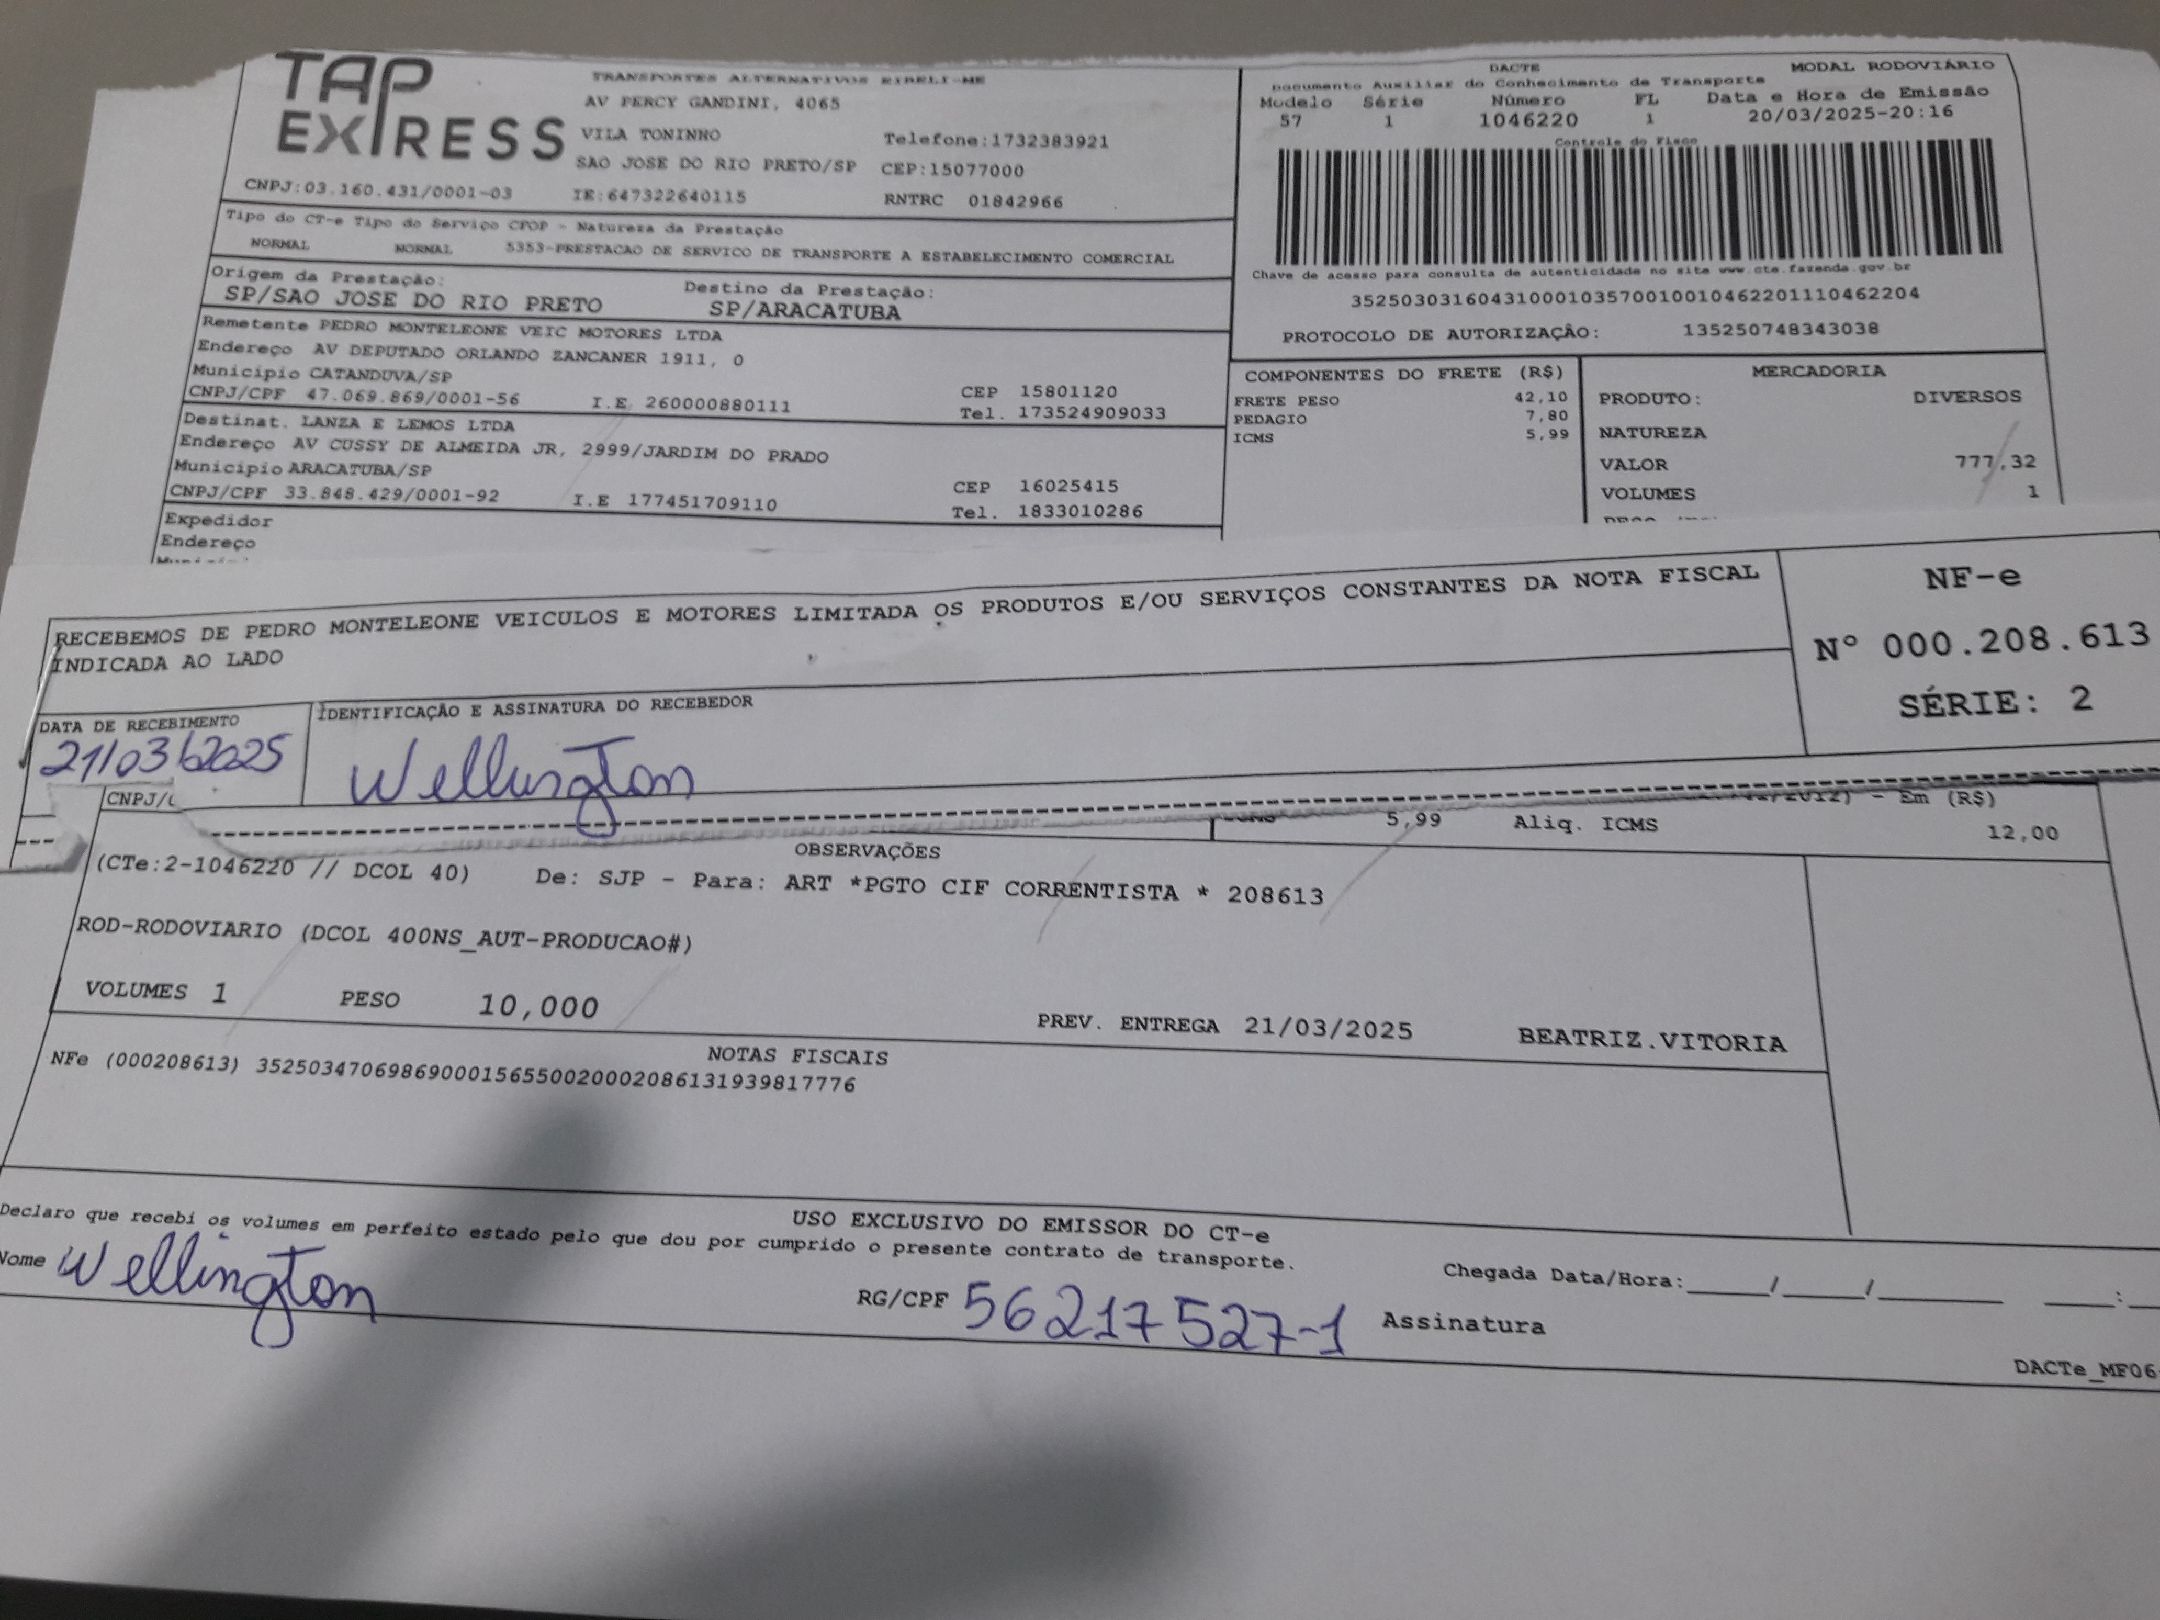 TAP EXPRESS
TRANSPORTES ALTERNATIVOS EIRELI-ME
AV PERCY GANDINI, 4065
VILA TONINHO Telefone:1732383921
SAO JOSE DO RIO PRETO/SP CEP:15077000
CNPJ:03.160.431/0001-03 IE:647322640115 RNTRC 01842966
Tipo do CT-e Tipo do Serviço CFOP - Natureza da Prestação
NORMAL NORMAL 5353-PRESTACAO DE SERVICO DE TRANSPORTE A ESTABELECIMENTO COMERCIAL
Origem da Prestação: Destino da Prestação:
SP/SAO JOSE DO RIO PRETO SP/ARACATUBA
Remetente PEDRO MONTELEONE VEIC MOTORES LTDA
Endereço AV DEPUTADO ORLANDO ZANCANER 1911, 0
Municipio CATANDUVA/SP CEP 15801120
CNPJ/CPF 47.069.869/0001-56 I.E 260000880111 Tel. 173524909033
Destinat. LANZA E LEMOS LTDA
Endereço AV CUSSY DE ALMEIDA JR, 2999/JARDIM DO PRADO
Municipio ARACATUBA/SP CEP 16025415
CNPJ/CPF 33.848.429/0001-92 I.E 177451709110 Tel. 1833010286
Expedidor
Endereço
DACTE MODAL RODOVIÁRIO
Documento Auxiliar do Conhecimento de Transporte
Modelo Série Número FL Data e Hora de Emissão
57 1 1046220 1 20/03/2025-20:16
Controle do Fisco
Chave de acesso para consulta de autenticidade no site www.cte.fazenda.gov.br
35250303160431000103570010010462201110462204
PROTOCOLO DE AUTORIZAÇÃO: 135250748343038
COMPONENTES DO FRETE (R$)
FRETE PESO 42,10
PEDAGIO 7,80
ICMS 5,99
MERCADORIA
PRODUTO: DIVERSOS
NATUREZA
VALOR 777,32
VOLUMES 1
RECEBEMOS DE PEDRO MONTELEONE VEICULOS E MOTORES LIMITADA OS PRODUTOS E/OU SERVIÇOS CONSTANTES DA NOTA FISCAL
INDICADA AO LADO
NF-e
Nº 000.208.613
SÉRIE: 2
DATA DE RECEBIMENTO IDENTIFICAÇÃO E ASSINATURA DO RECEBEDOR
21/03/2025 Wellington
CNPJ/
- Em (R$)
5,99 Aliq. ICMS 12,00
OBSERVAÇÕES
(CTe:2-1046220 // DCOL 40) De: SJP - Para: ART *PGTO CIF CORRENTISTA * 208613
ROD-RODOVIARIO (DCOL 400NS_AUT-PRODUCAO#)
VOLUMES 1 PESO 10,000 PREV. ENTREGA 21/03/2025 BEATRIZ.VITORIA
NOTAS FISCAIS
NFe (000208613) 35250347069869000156550020002086131939817776
USO EXCLUSIVO DO EMISSOR DO CT-e
Declaro que recebi os volumes em perfeito estado pelo que dou por cumprido o presente contrato de transporte.
Nome Wellington RG/CPF 56217527-1 Assinatura
Chegada Data/Hora:_____/_____/_______ ____:__
DACTe_MF06